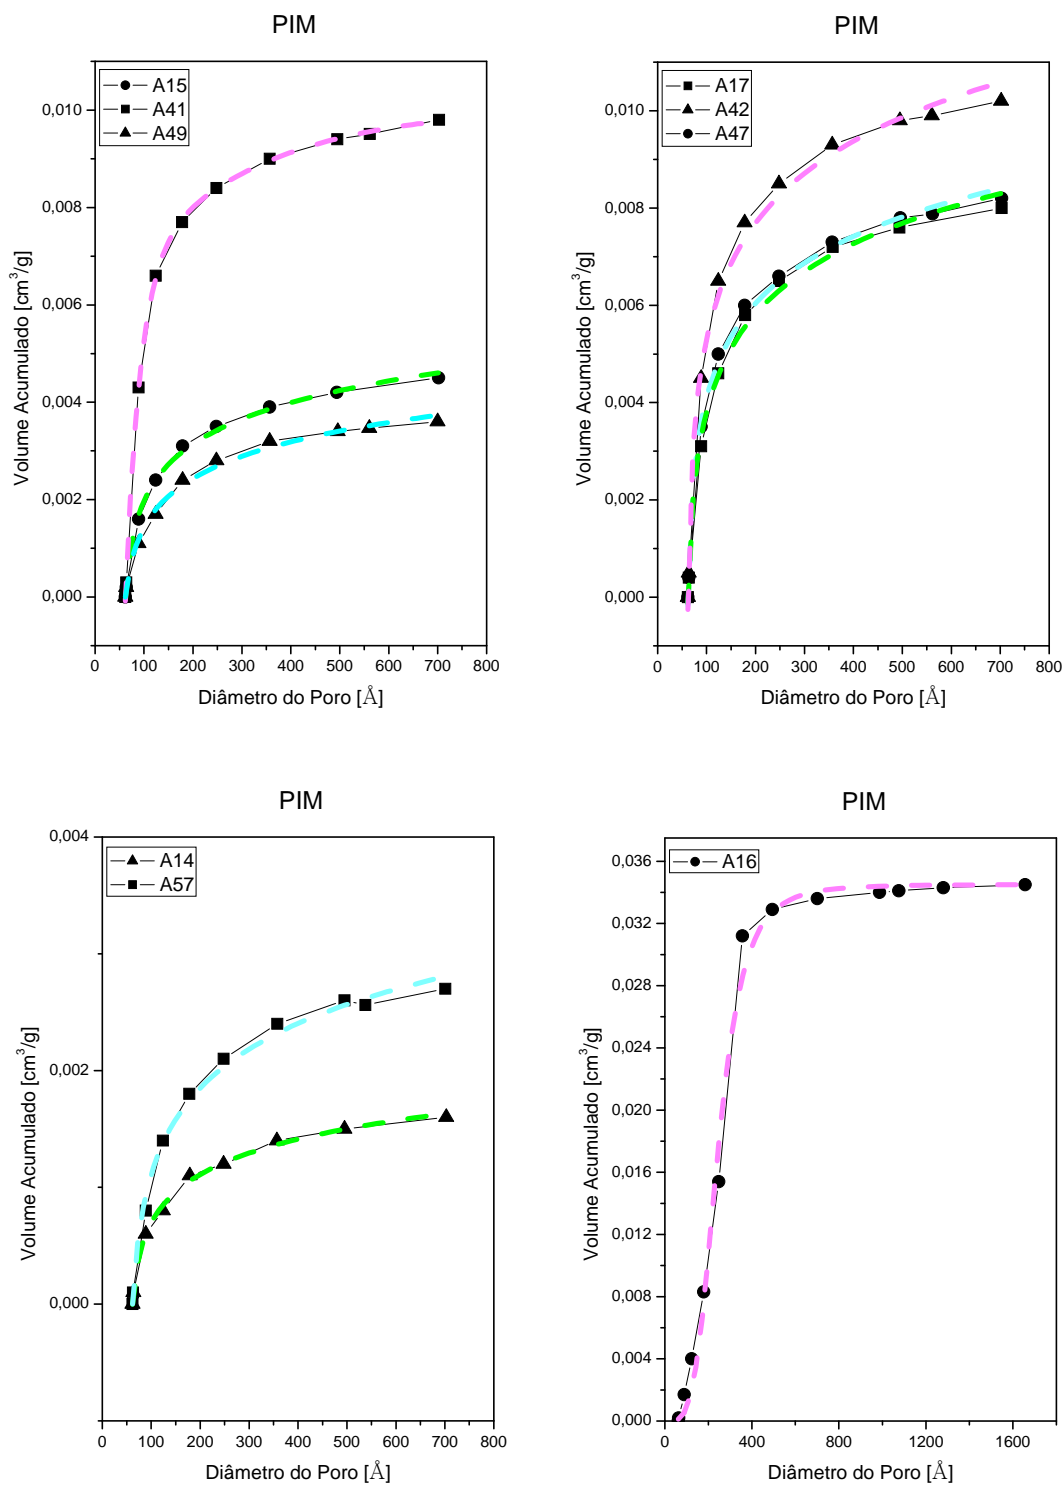 PIM
A15
A41
A49
0,010
0,008
0,006
0,004
0,002
0,000
Volume Acumulado [cm³/g]
0 100 200 300 400 500 600 700 800
Diâmetro do Poro [Å]
PIM
A17
A42
A47
0,010
0,008
0,006
0,004
0,002
0,000
Volume Acumulado [cm³/g]
0 100 200 300 400 500 600 700 800
Diâmetro do Poro [Å]
PIM
A14
A57
0,004
0,002
0,000
Volume Acumulado [cm³/g]
0 100 200 300 400 500 600 700 800
Diâmetro do Poro [Å]
PIM
A16
0,036
0,032
0,028
0,024
0,020
0,016
0,012
0,008
0,004
0,000
Volume Acumulado [cm³/g]
0 400 800 1200 1600
Diâmetro do Poro [Å]